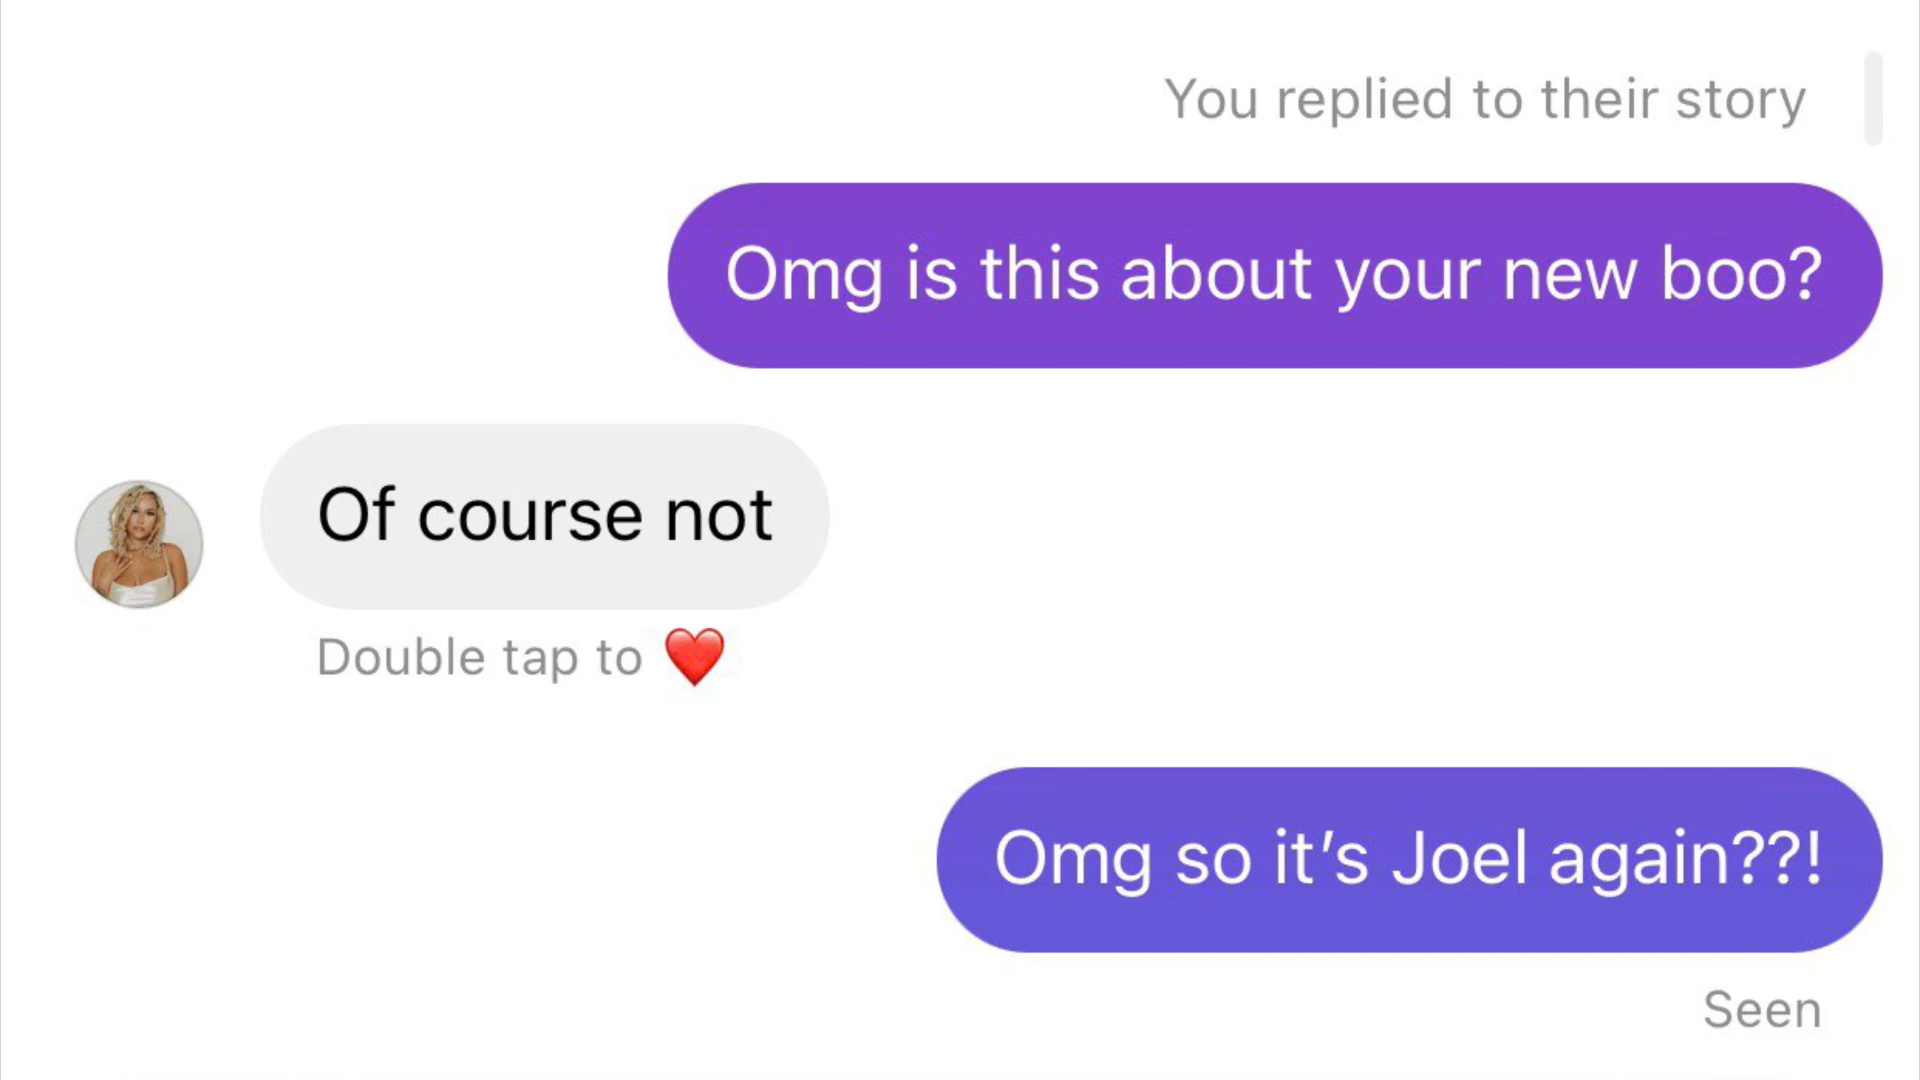 You replied to their story
Omg is this about your new boo?
Of course not
Double tap to ❤️
Omg so it’s Joel again??!
Seen